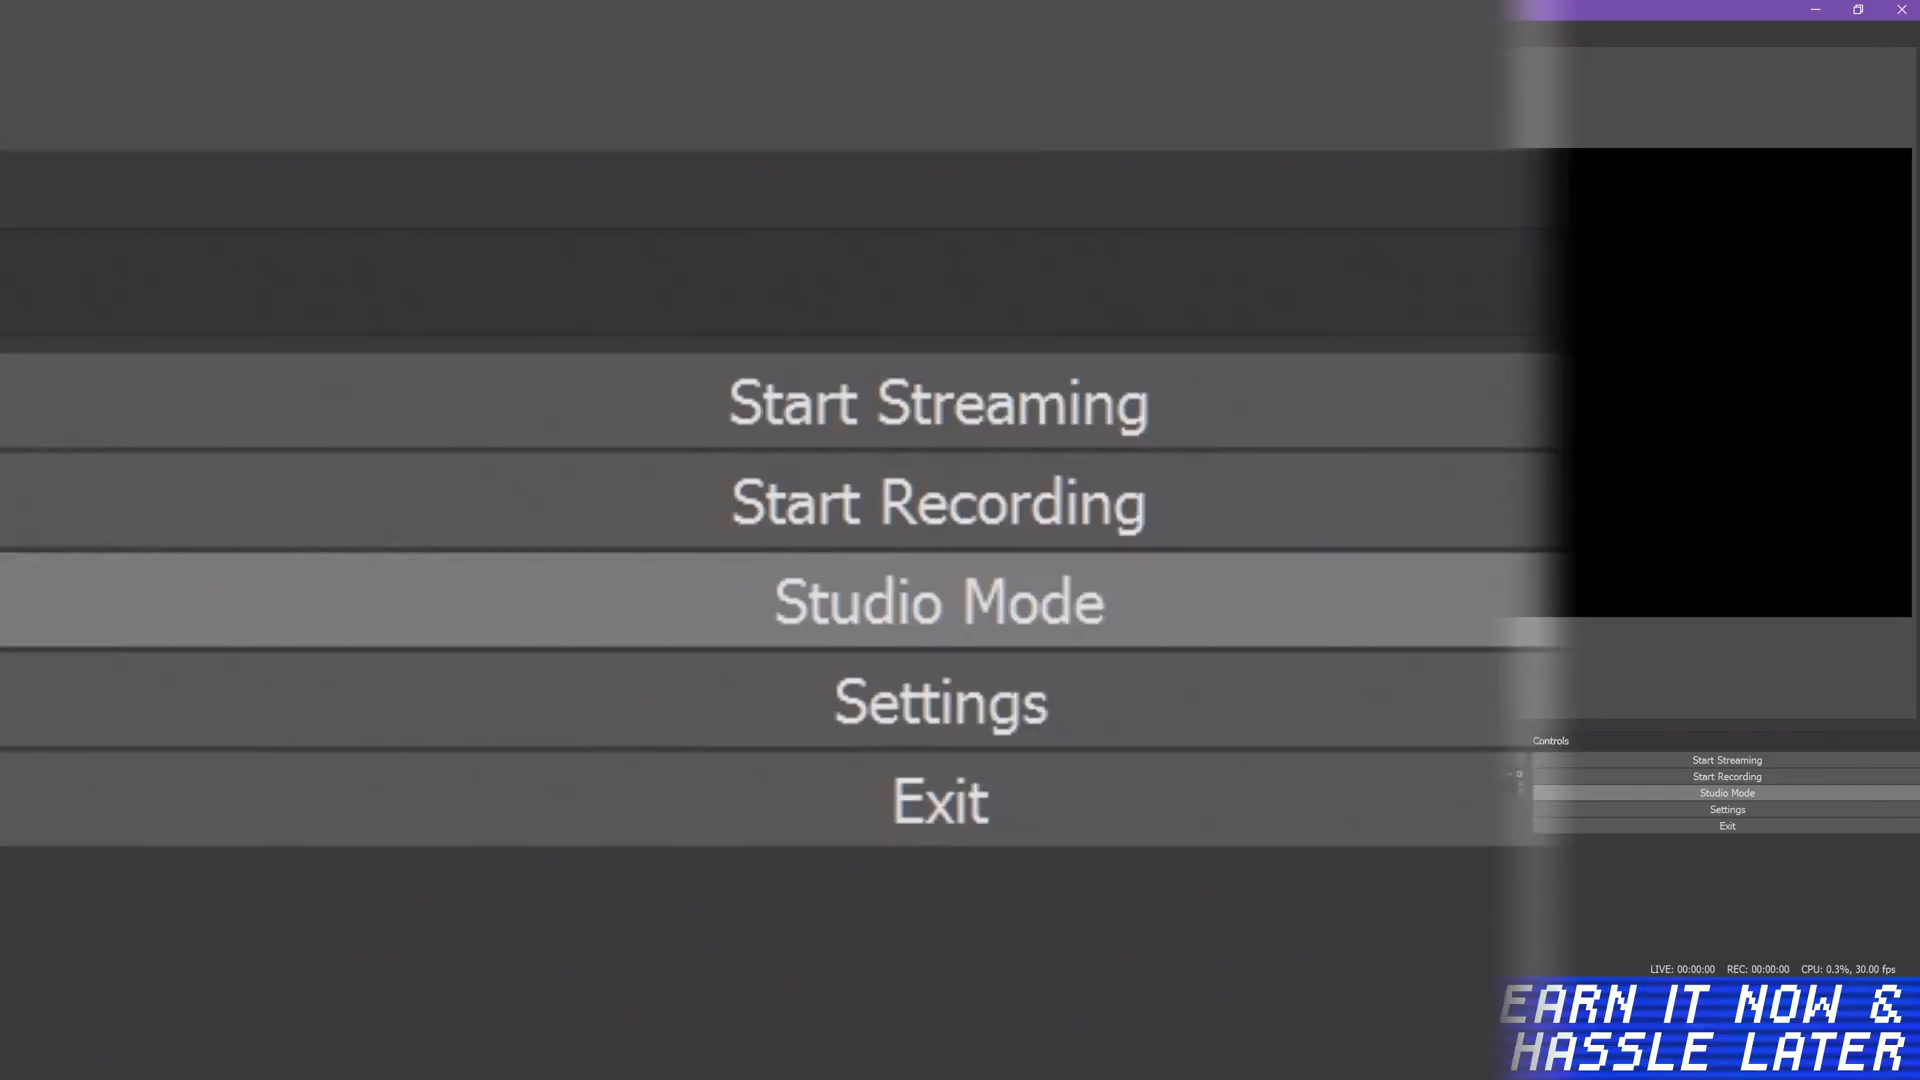 Start Streaming
Start Recording
Studio Mode
Settings
Exit
Controls
Start Streaming
Start Recording
Studio Mode
Settings
Exit
LIVE: 00:00:00 REC: 00:00:00 CPU: 0.3%, 30.00 fps
EARN IT NOW &
HASSLE LATER